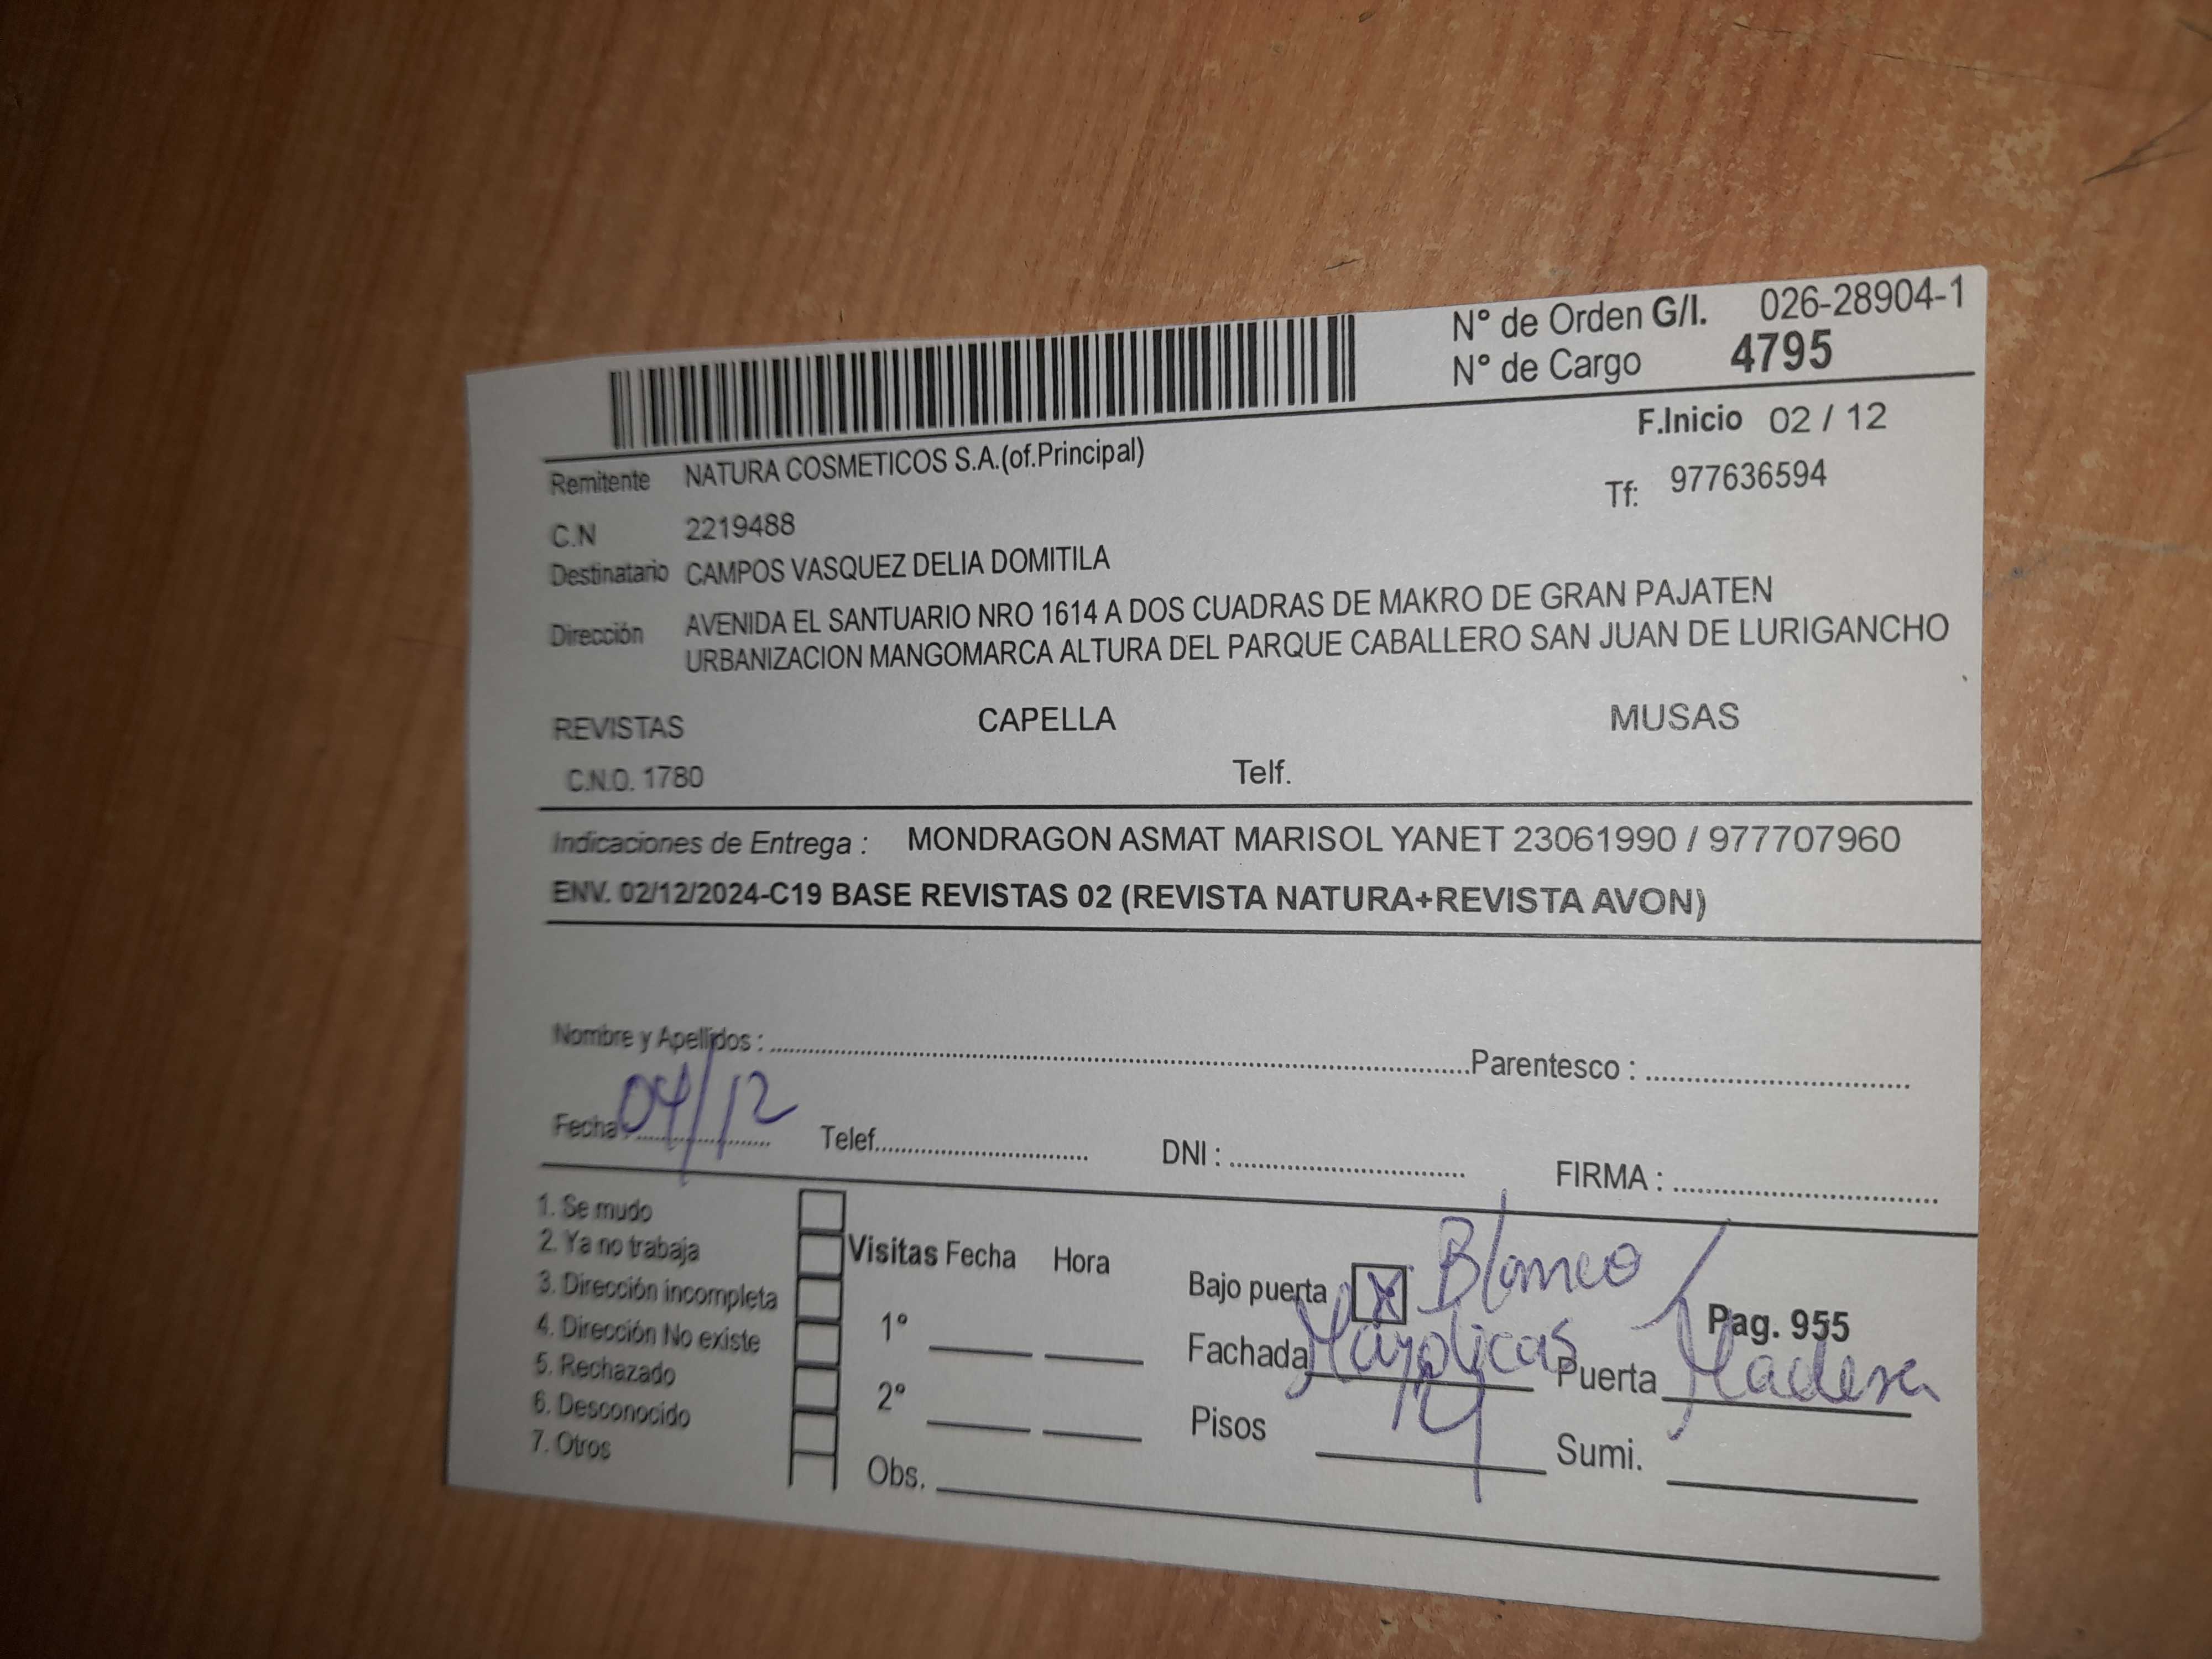 N° de Orden G/I. 026-28904-1
N° de Cargo 4795
F.Inicio 02 / 12
Remitente NATURA COSMETICOS S.A.(of.Principal)
Tf: 977636594
C.N 2219488
Destinatario CAMPOS VASQUEZ DELIA DOMITILA
Dirección AVENIDA EL SANTUARIO NRO 1614 A DOS CUADRAS DE MAKRO DE GRAN PAJATEN
URBANIZACION MANGOMARCA ALTURA DEL PARQUE CABALLERO SAN JUAN DE LURIGANCHO
REVISTAS CAPELLA MUSAS
C.N.O. 1780 Telf.
Indicaciones de Entrega : MONDRAGON ASMAT MARISOL YANET 23061990 / 977707960
ENV. 02/12/2024-C19 BASE REVISTAS 02 (REVISTA NATURA+REVISTA AVON)
Nombre y Apellidos : Parentesco :
Fecha : 04/12 Telef. DNI : FIRMA :
1. Se mudo
2. Ya no trabaja
3. Dirección incompleta
4. Dirección No existe
5. Rechazado
6. Desconocido
7. Otros
Visitas Fecha Hora
1°
2°
Obs.
Bajo puerta X Blanco
Pag. 955
Fachada Mayolicas Puerta Madera
Pisos 4 Sumi.